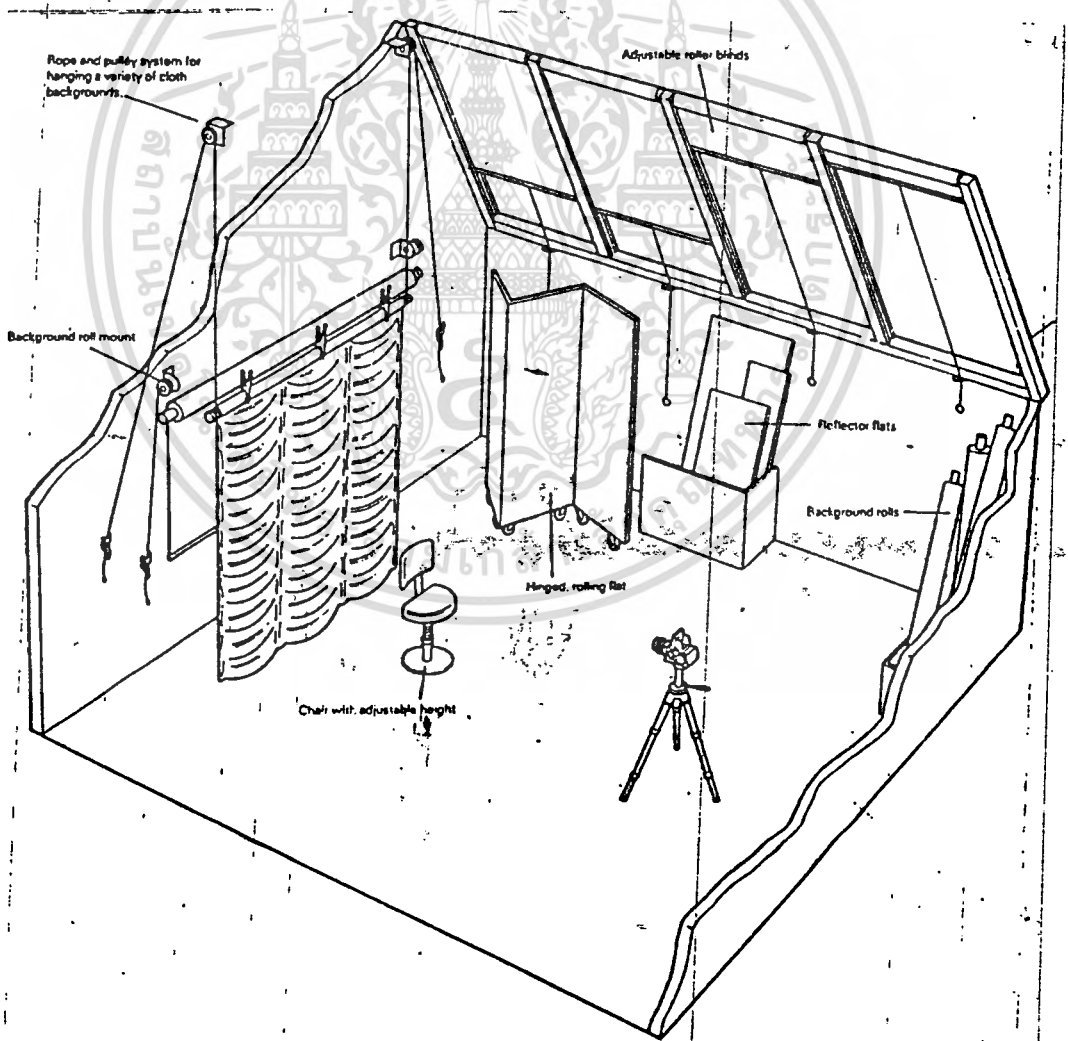 Rope and pulley system for
hanging a variety of cloth
backgrounds
Adjustable roller blinds
Background roll mount
Reflector flats
Background rolls
Hinged, rolling flat
Chair with adjustable height